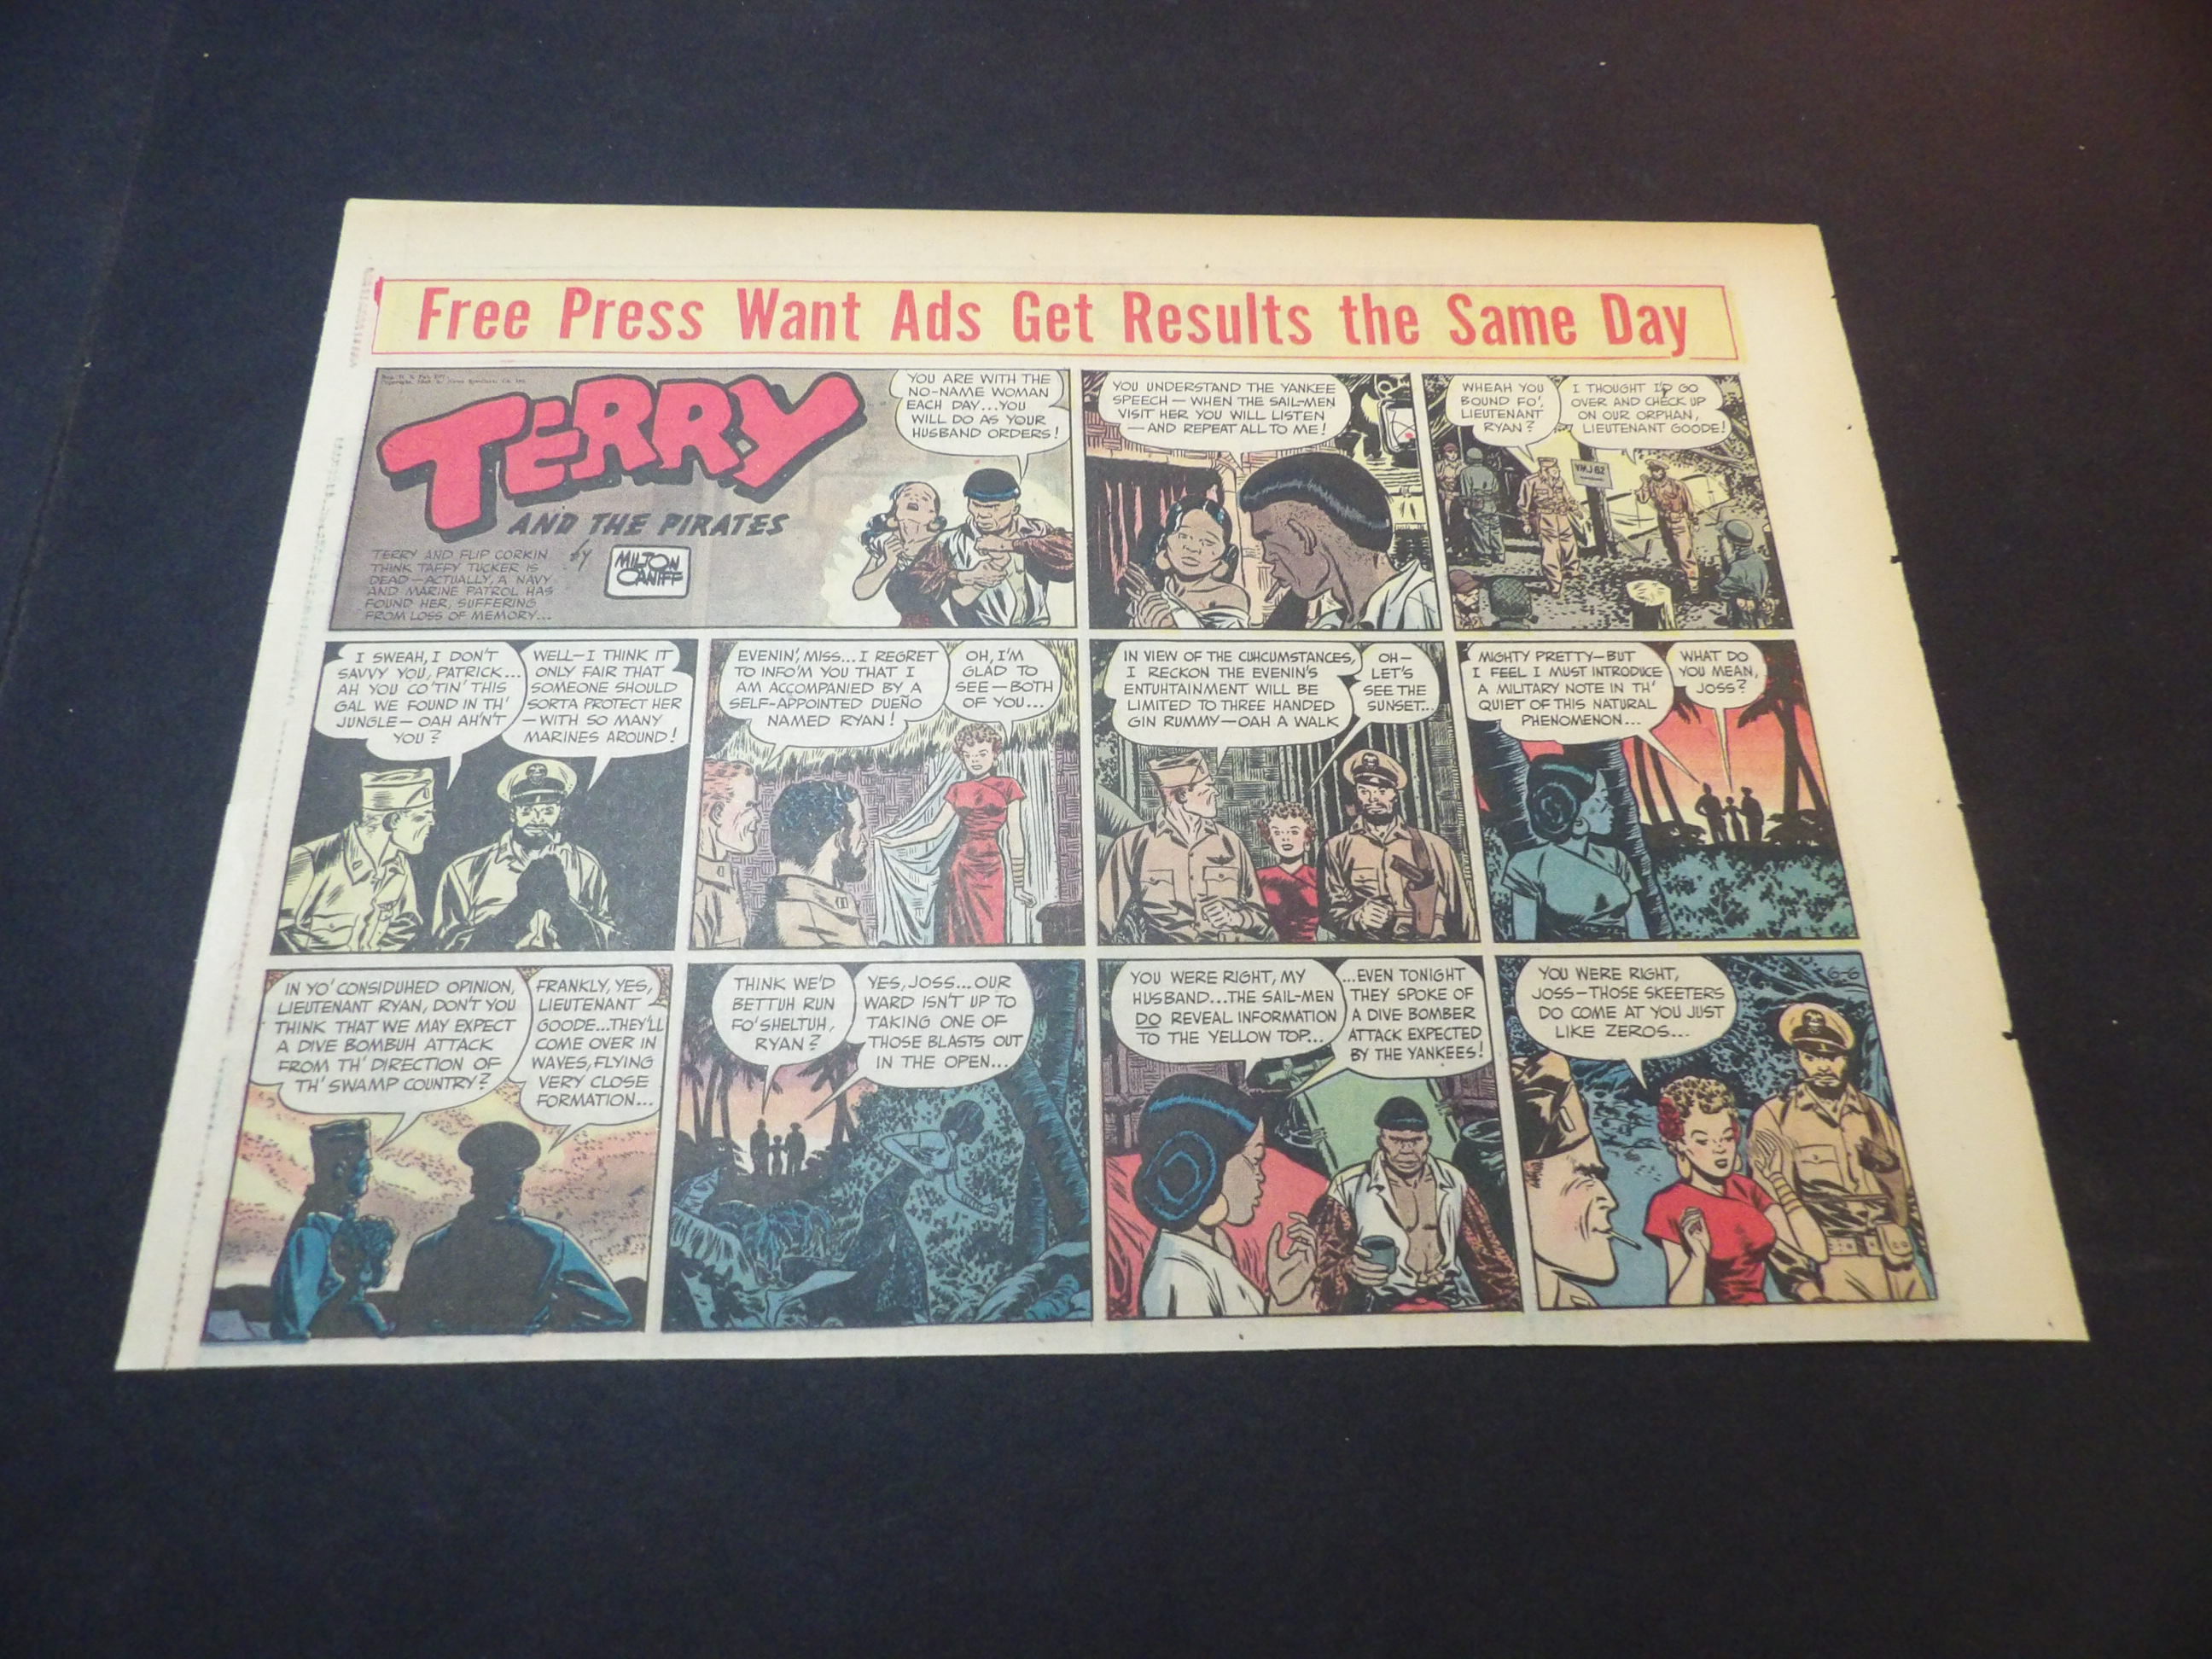 Free Press Want Ads Get Results the Same Day
TERRY
AND THE PIRATES
by
MILTON
CANIFF
TERRY AND FLIP CORKIN
THINK TAFFY TUCKER IS
DEAD—ACTUALLY, A NAVY
AND MARINE PATROL HAS
FOUND HER, SUFFERING
FROM LOSS OF MEMORY...
YOU ARE WITH THE
NO-NAME WOMAN
EACH DAY...YOU
WILL DO AS YOUR
HUSBAND ORDERS!
YOU UNDERSTAND THE YANKEE
SPEECH—WHEN THE SAIL-MEN
VISIT HER YOU WILL LISTEN
—AND REPEAT ALL TO ME!
WHEAH YOU
BOUND FO',
LIEUTENANT
RYAN?
I THOUGHT I'D GO
OVER AND CHECK UP
ON OUR ORPHAN,
LIEUTENANT GOODE!
VMJ 62
I SWEAH, I DON'T
SAVVY YOU, PATRICK...
AH YOU CO'TIN' THIS
GAL WE FOUND IN TH'
JUNGLE—OAH AH'N'T
YOU?
WELL—I THINK IT
ONLY FAIR THAT
SOMEONE SHOULD
SORTA PROTECT HER
—WITH SO MANY
MARINES AROUND!
EVENIN', MISS...I REGRET
TO INFO'M YOU THAT I
AM ACCOMPANIED BY A
SELF-APPOINTED DUEÑO
NAMED RYAN!
OH, I'M
GLAD TO
SEE—BOTH
OF YOU...
IN VIEW OF THE CUHCUMSTANCES,
I RECKON THE EVENIN'S
ENTUHTAINMENT WILL BE
LIMITED TO THREE HANDED
GIN RUMMY—OAH A WALK
OH—
LET'S
SEE THE
SUNSET...
MIGHTY PRETTY—BUT
I FEEL I MUST INTRODUCE
A MILITARY NOTE IN TH'
QUIET OF THIS NATURAL
PHENOMENON...
WHAT DO
YOU MEAN,
JOSS?
IN YO' CONSIDUHED OPINION,
LIEUTENANT RYAN, DON'T YOU
THINK THAT WE MAY EXPECT
A DIVE BOMBUH ATTACK
FROM TH' DIRECTION OF
TH' SWAMP COUNTRY?
FRANKLY, YES,
LIEUTENANT
GOODE...THEY'LL
COME OVER IN
WAVES, FLYING
VERY CLOSE
FORMATION...
THINK WE'D
BETTUH RUN
FO' SHELTUH,
RYAN?
YES, JOSS...OUR
WARD ISN'T UP TO
TAKING ONE OF
THOSE BLASTS OUT
IN THE OPEN...
YOU WERE RIGHT, MY
HUSBAND...THE SAIL-MEN
DO REVEAL INFORMATION
TO THE YELLOW TOP...
...EVEN TONIGHT
THEY SPOKE OF
A DIVE BOMBER
ATTACK EXPECTED
BY THE YANKEES!
YOU WERE RIGHT,
JOSS—THOSE SKEETERS
DO COME AT YOU JUST
LIKE ZEROS...
6-6